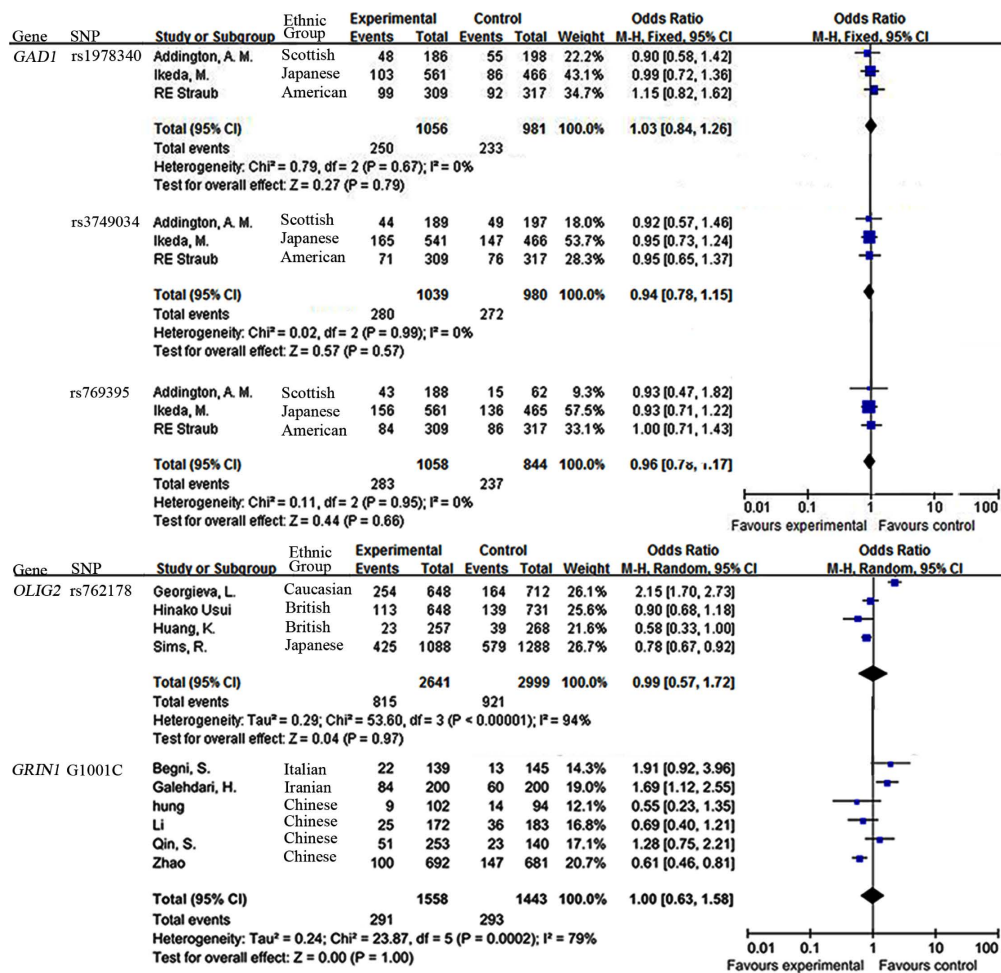 Ethnic Experimental Control Odds Ratio Odds Ratio
Gene SNP Study or Subgroup Group Events Total Events Total Weight M-H, Fixed, 95% CI M-H, Fixed, 95% CI
GAD1 rs1978340 Addington, A. M. Scottish 48 186 55 198 22.2% 0.90 [0.58, 1.42]
Ikeda, M. Japanese 103 561 86 466 43.1% 0.99 [0.72, 1.36]
RE Straub American 99 309 92 317 34.7% 1.15 [0.82, 1.62]
Total (95% CI) 1056 981 100.0% 1.03 [0.84, 1.26]
Total events 250 233
Heterogeneity: Chi² = 0.79, df = 2 (P = 0.67); I² = 0%
Test for overall effect: Z = 0.27 (P = 0.79)
rs3749034 Addington, A. M. Scottish 44 189 49 197 18.0% 0.92 [0.57, 1.46]
Ikeda, M. Japanese 165 541 147 466 53.7% 0.95 [0.73, 1.24]
RE Straub American 71 309 76 317 28.3% 0.95 [0.65, 1.37]
Total (95% CI) 1039 980 100.0% 0.94 [0.78, 1.15]
Total events 280 272
Heterogeneity: Chi² = 0.02, df = 2 (P = 0.99); I² = 0%
Test for overall effect: Z = 0.57 (P = 0.57)
rs769395 Addington, A. M. Scottish 43 188 15 62 9.3% 0.93 [0.47, 1.82]
Ikeda, M. Japanese 156 561 136 465 57.5% 0.93 [0.71, 1.22]
RE Straub American 84 309 86 317 33.1% 1.00 [0.71, 1.43]
Total (95% CI) 1058 844 100.0% 0.96 [0.78, 1.17]
Total events 283 237
Heterogeneity: Chi² = 0.11, df = 2 (P = 0.95); I² = 0%
Test for overall effect: Z = 0.44 (P = 0.66)
0.01 0.1 1 10 100
Favours experimental Favours control
Ethnic Experimental Control Odds Ratio Odds Ratio
Gene SNP Study or Subgroup Group Events Total Events Total Weight M-H, Random, 95% CI M-H, Random, 95% CI
OLIG2 rs762178 Georgieva, L. Caucasian 254 648 164 712 26.1% 2.15 [1.70, 2.73]
Hinako Usui British 113 648 139 731 25.6% 0.90 [0.68, 1.18]
Huang, K. British 23 257 39 268 21.6% 0.58 [0.33, 1.00]
Sims, R. Japanese 425 1088 579 1288 26.7% 0.78 [0.67, 0.92]
Total (95% CI) 2641 2999 100.0% 0.99 [0.57, 1.72]
Total events 815 921
Heterogeneity: Tau² = 0.29; Chi² = 53.60, df = 3 (P < 0.00001); I² = 94%
Test for overall effect: Z = 0.04 (P = 0.97)
GRIN1 G1001C Begni, S. Italian 22 139 13 145 14.3% 1.91 [0.92, 3.96]
Galehdari, H. Iranian 84 200 60 200 19.0% 1.69 [1.12, 2.55]
hung Chinese 9 102 14 94 12.1% 0.55 [0.23, 1.35]
Li Chinese 25 172 36 183 16.8% 0.69 [0.40, 1.21]
Qin, S. Chinese 51 253 23 140 17.1% 1.28 [0.75, 2.21]
Zhao Chinese 100 692 147 681 20.7% 0.61 [0.46, 0.81]
Total (95% CI) 1558 1443 100.0% 1.00 [0.63, 1.58]
Total events 291 293
Heterogeneity: Tau² = 0.24; Chi² = 23.87, df = 5 (P = 0.0002); I² = 79%
Test for overall effect: Z = 0.00 (P = 1.00)
0.01 0.1 1 10 100
Favours experimental Favours control